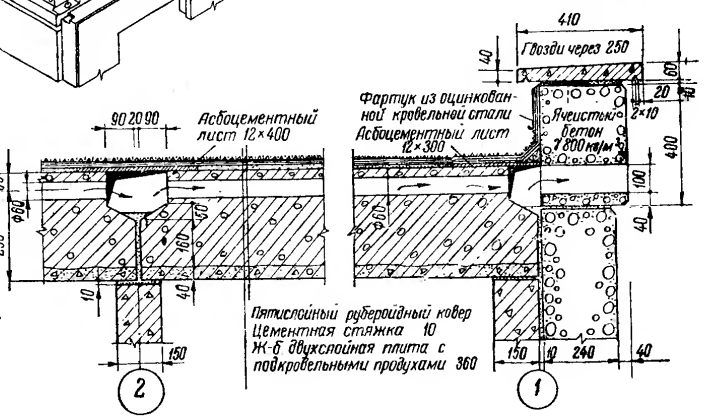 410
Гвозди через 250
40
60
20
10
2×10
Фартук из оцинкован-
ной кровельной стали
Асбоцементный
лист 12×300
Ячеистый
бетон
γ 800 кг/м³
400
100
40
90 20 90
Асбоцементный
лист 12×400
ф60
50
160
40
10
ф60
Пятислойный рубероидный ковер
Цементная стяжка 10
Ж-б двухслойная плита с
подкровельными продухами 360
150
150 10 240 40
2
1